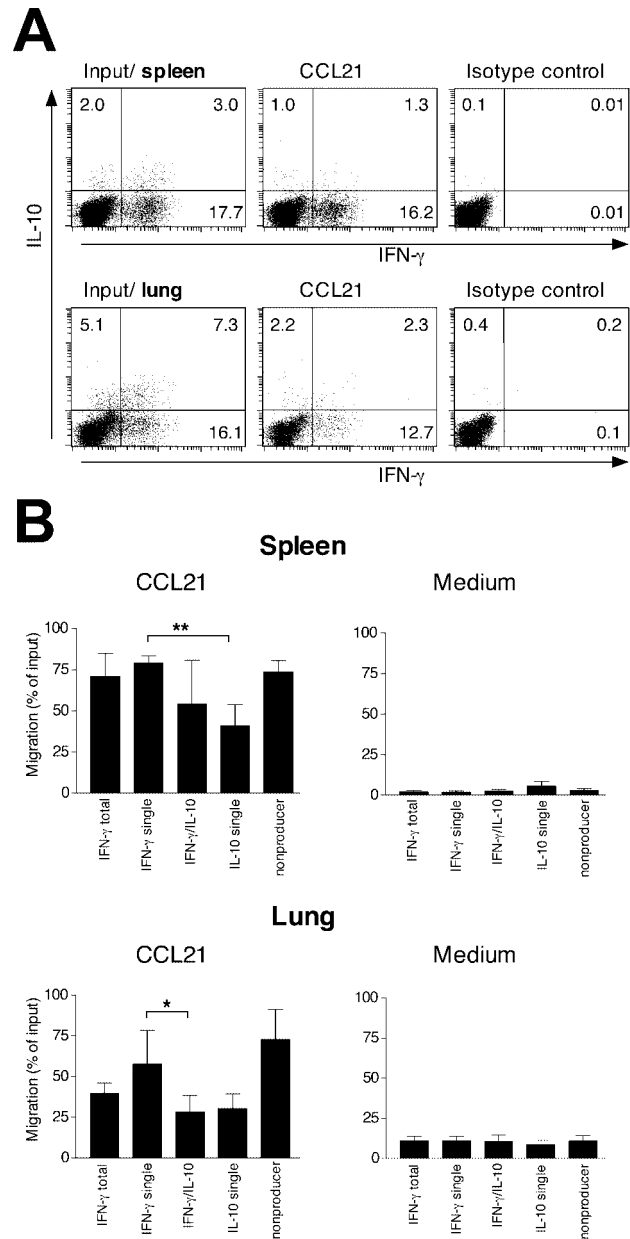 A
Input/ spleen CCL21 Isotype control
2.0 3.0 1.0 1.3 0.1 0.01
17.7 16.2 0.01
IL-10
IFN-γ
Input/ lung CCL21 Isotype control
5.1 7.3 2.2 2.3 0.4 0.2
16.1 12.7 0.1
IFN-γ
B
Spleen
CCL21 Medium
Migration (% of input)
100
75
50
25
0
**
IFN-γ total
IFN-γ single
IFN-γ/IL-10
IL-10 single
nonproducer
100
75
50
25
0
IFN-γ total
IFN-γ single
IFN-γ/IL-10
IL-10 single
nonproducer
Lung
CCL21 Medium
Migration (% of input)
100
75
50
25
0
*
IFN-γ total
IFN-γ single
IFN-γ/IL-10
IL-10 single
nonproducer
100
75
50
25
0
IFN-γ total
IFN-γ single
IFN-γ/IL-10
IL-10 single
nonproducer